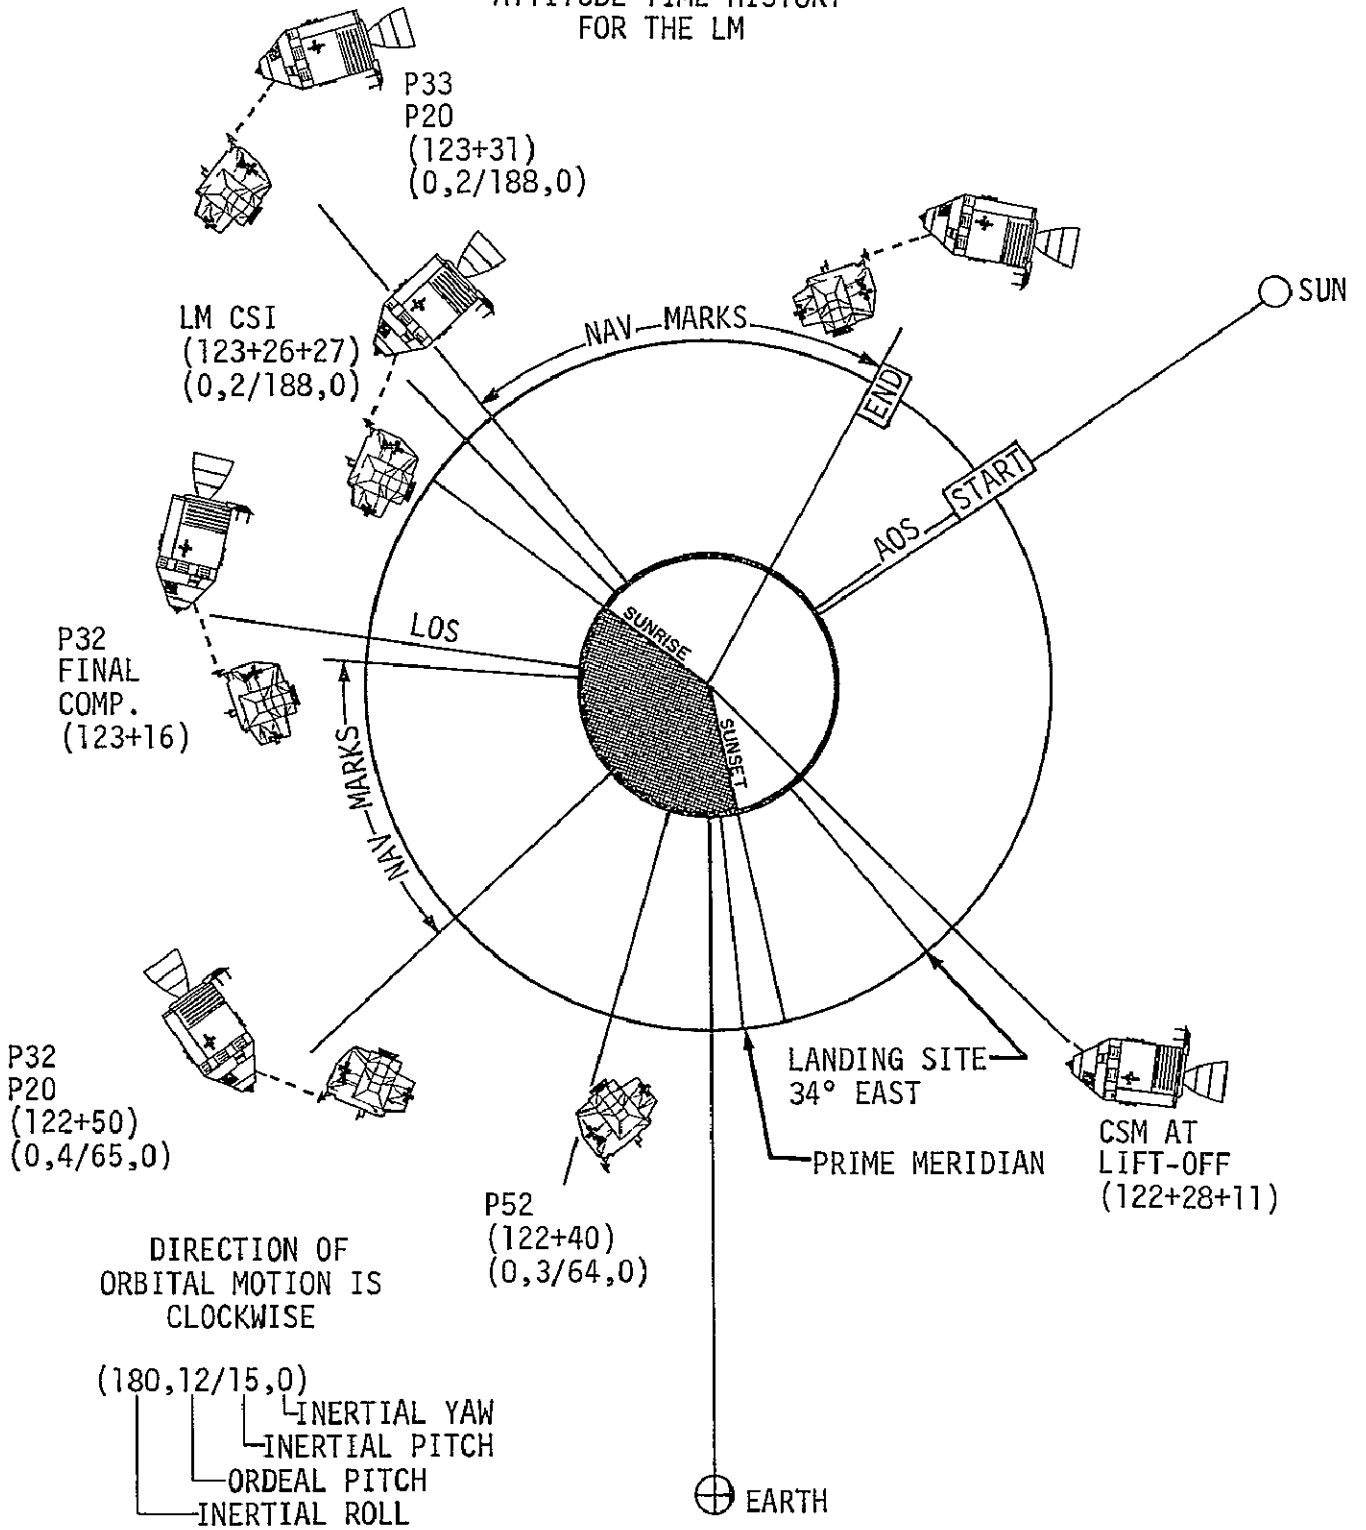 ATTITUDE TIME HISTORY
FOR THE LM
P33
P20
(123+31)
(0,2/188,0)
LM CSI
(123+26+27)
(0,2/188,0)
NAV MARKS
END
SUN
START
AOS
LOS
SUNRISE
SUNSET
P32
FINAL
COMP.
(123+16)
NAV MARKS
P32
P20
(122+50)
(0,4/65,0)
P52
(122+40)
(0,3/64,0)
LANDING SITE
34° EAST
PRIME MERIDIAN
CSM AT
LIFT-OFF
(122+28+11)
DIRECTION OF
ORBITAL MOTION IS
CLOCKWISE
(180,12/15,0)
INERTIAL YAW
INERTIAL PITCH
ORDEAL PITCH
INERTIAL ROLL
EARTH